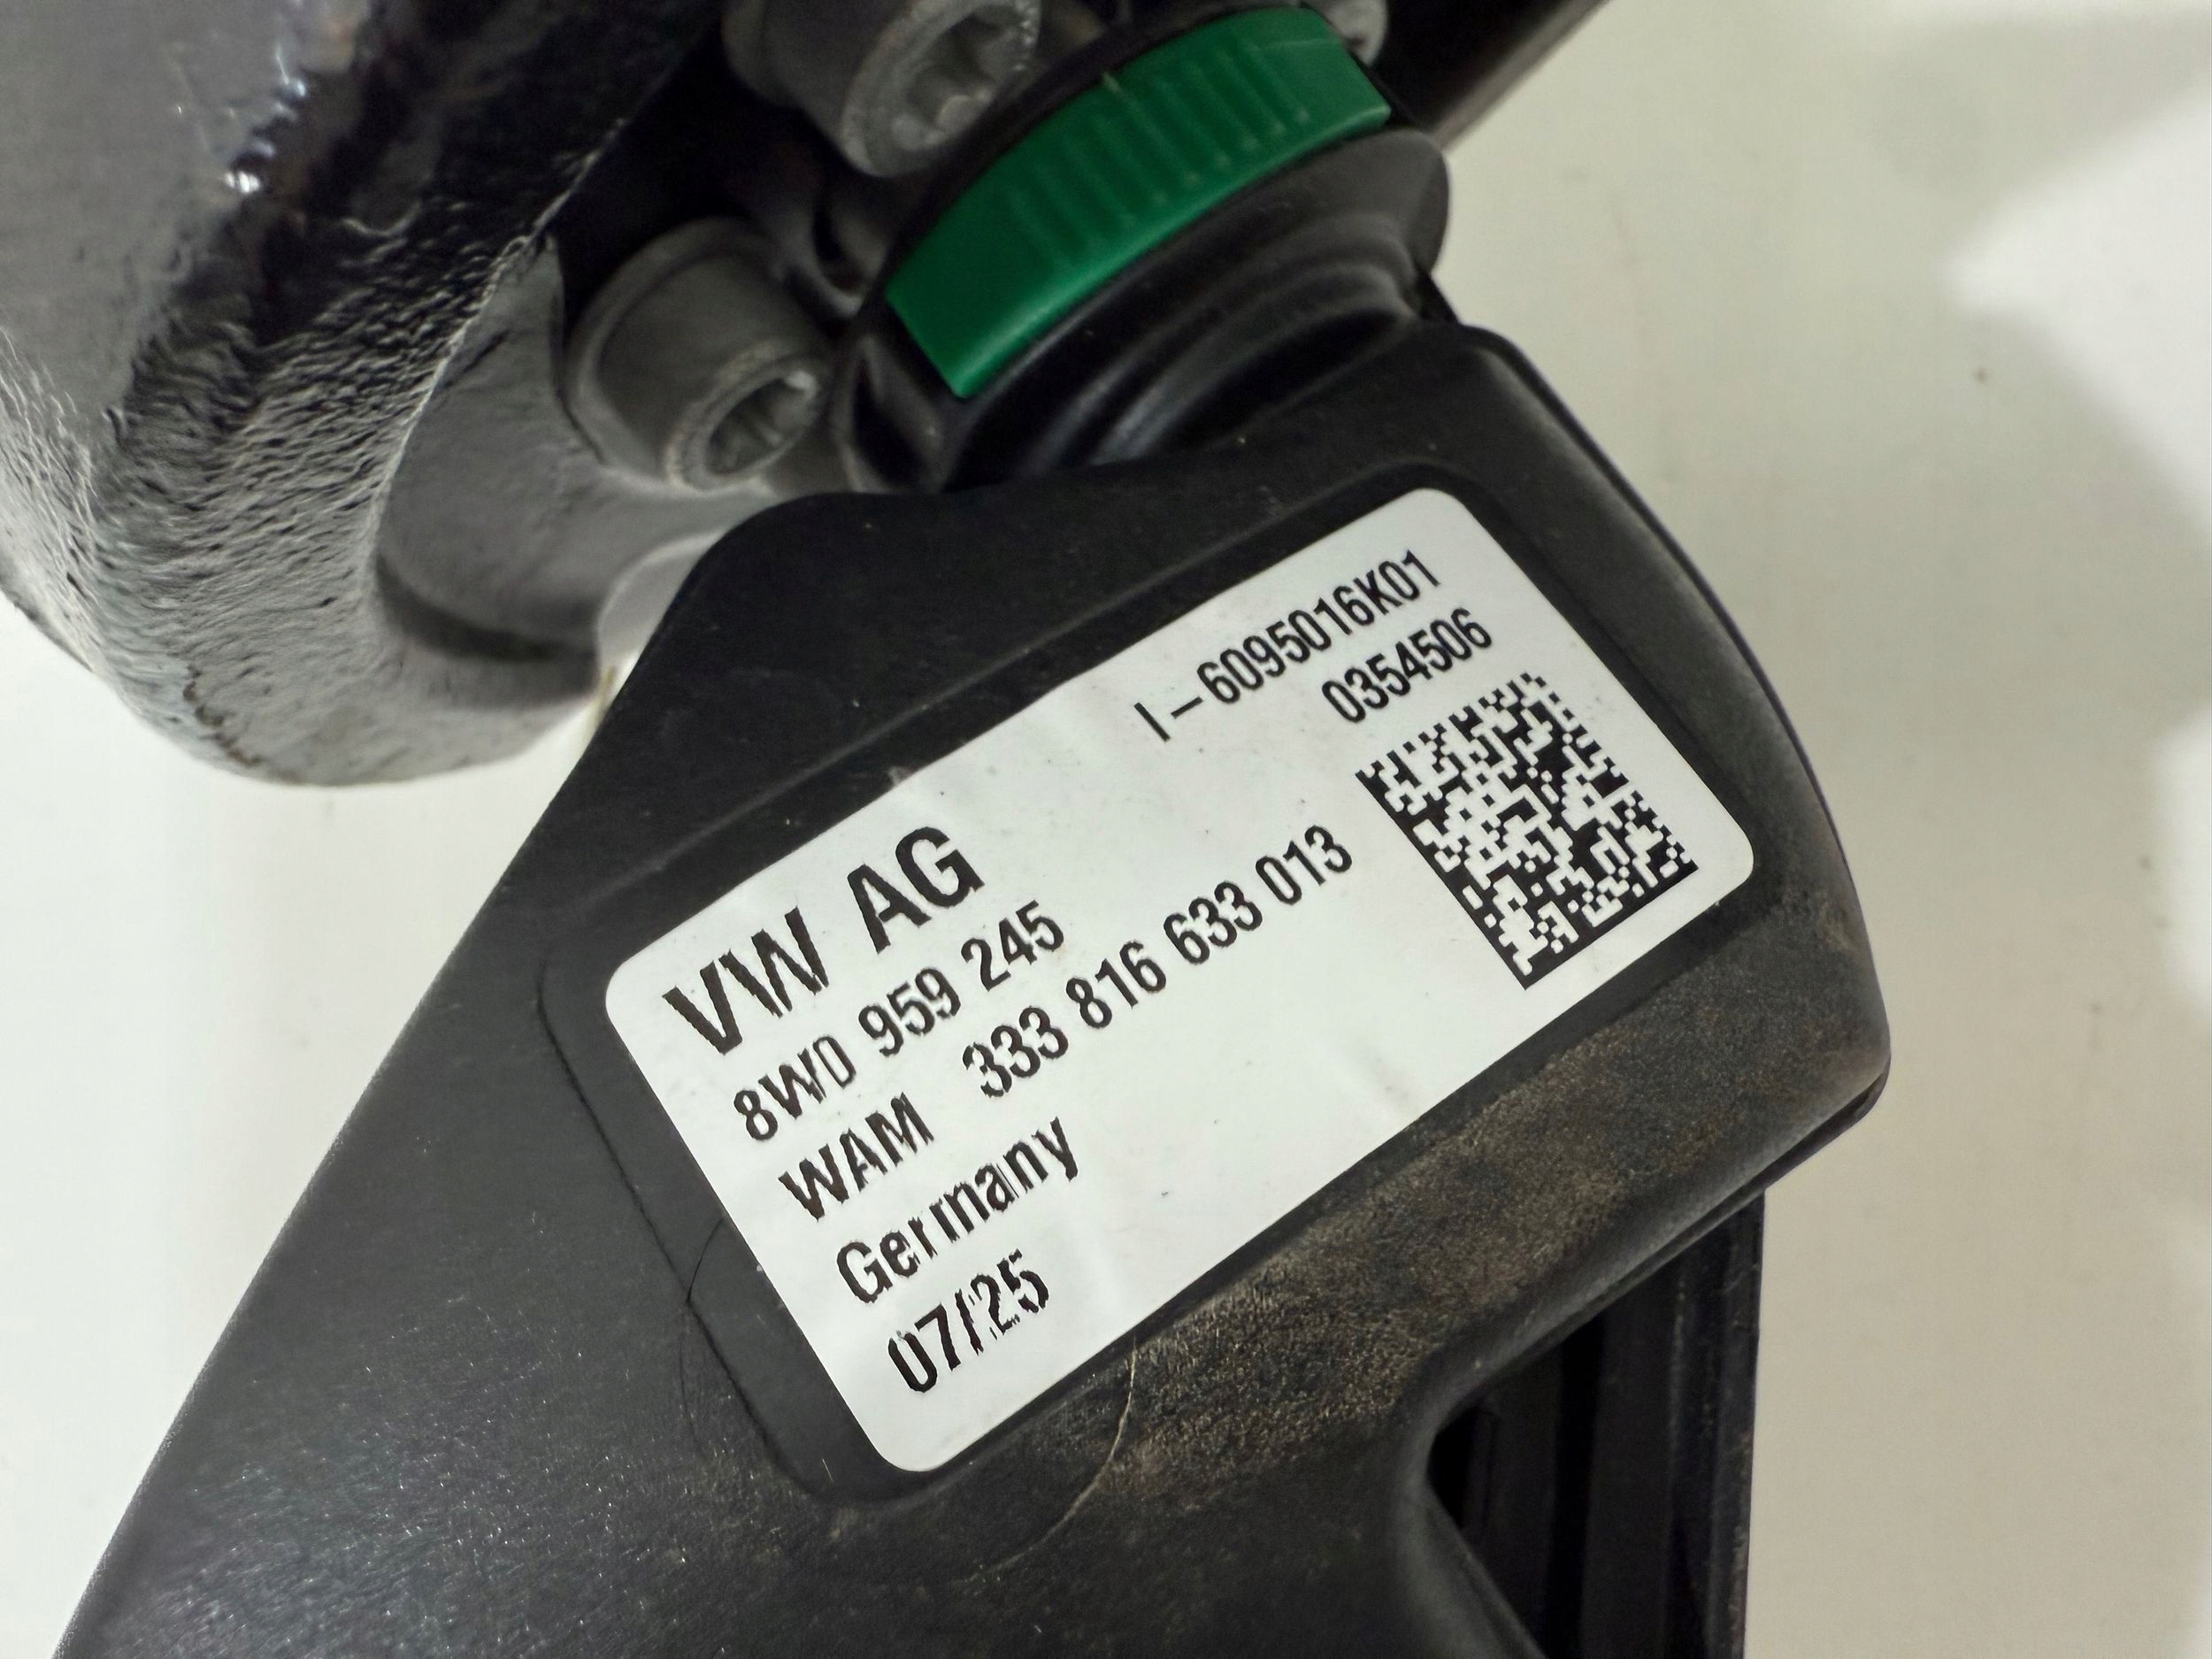 I-6095016K01
0354506
VW AG
8W0 959 245
WAM 333 816 633 013
Germany
07/25